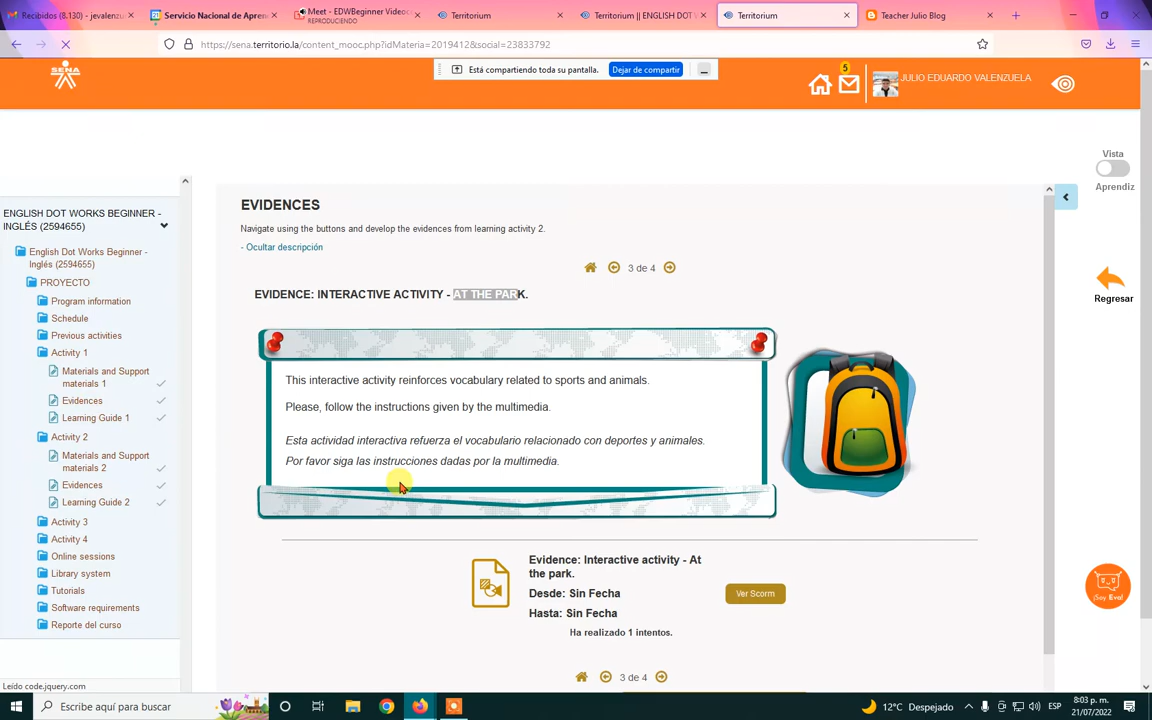 Recibidos (8.130) - jevalenzu
Servicio Nacional de Apren
Meet - EDWBeginner Videoc
REPRODUCIENDO
Territorium
Territorium || ENGLISH DOT V
Territorium
Teacher Julio Blog
https://sena.territorio.la/content_mooc.php?idMateria=2019412&social=23833792
Está compartiendo toda su pantalla.
Dejar de compartir
SENA
5
JULIO EDUARDO VALENZUELA
Vista
Aprendiz
Regresar
ENGLISH DOT WORKS BEGINNER -
INGLÉS (2594655)
English Dot Works Beginner -
Inglés (2594655)
PROYECTO
Program information
Schedule
Previous activities
Activity 1
Materials and Support
materials 1
Evidences
Learning Guide 1
Activity 2
Materials and Support
materials 2
Evidences
Learning Guide 2
Activity 3
Activity 4
Online sessions
Library system
Tutorials
Software requirements
Reporte del curso
EVIDENCES
Navigate using the buttons and develop the evidences from learning activity 2.
- Ocultar descripción
3 de 4
EVIDENCE: INTERACTIVE ACTIVITY - AT THE PARK.
This interactive activity reinforces vocabulary related to sports and animals.
Please, follow the instructions given by the multimedia.
Esta actividad interactiva refuerza el vocabulario relacionado con deportes y animales.
Por favor siga las instrucciones dadas por la multimedia.
Evidence: Interactive activity - At
the park.
Desde: Sin Fecha
Hasta: Sin Fecha
Ha realizado 1 intentos.
Ver Scorm
3 de 4
¡Soy Eva!
Leído code.jquery.com
Escribe aquí para buscar
12°C Despejado
ESP
8:03 p. m.
21/07/2022